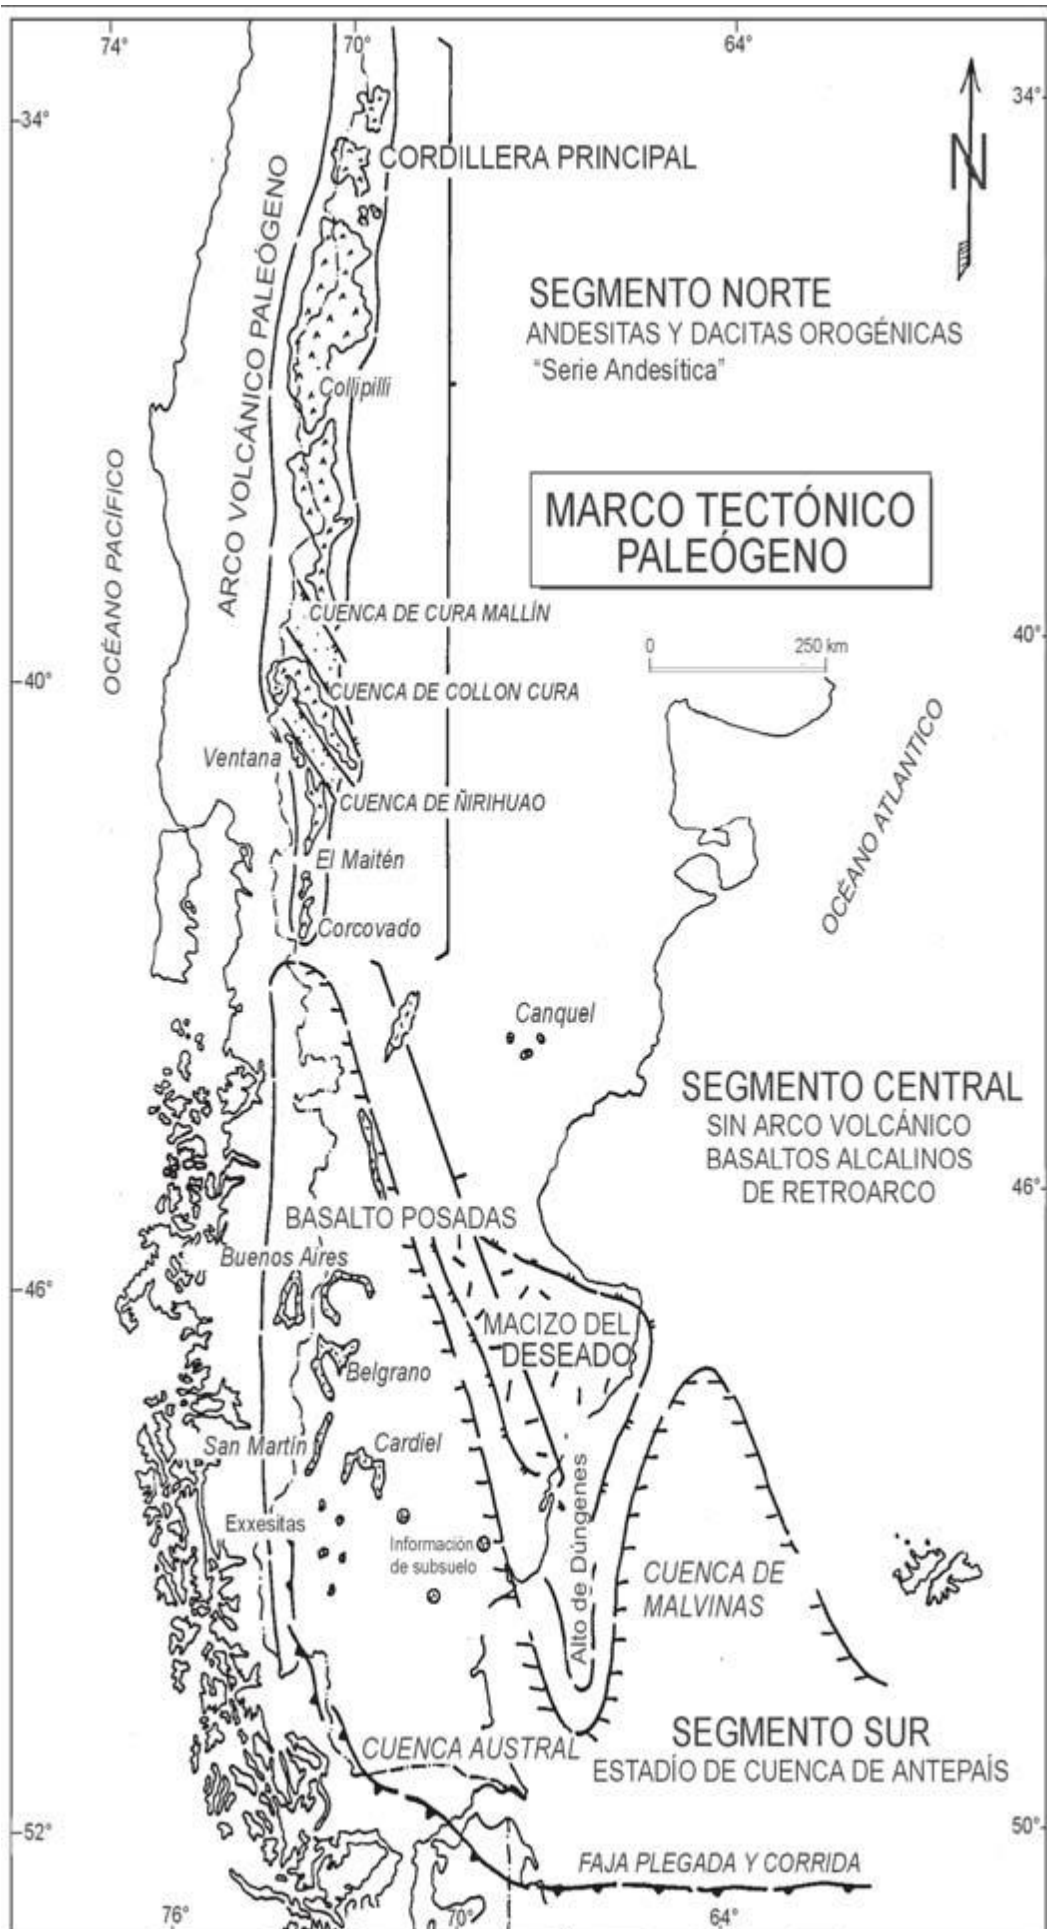 74°
70°
64°
34°
34°
CORDILLERA PRINCIPAL
N
ARCO VOLCÁNICO PALEÓGENO
SEGMENTO NORTE
ANDESITAS Y DACITAS OROGÉNICAS
“Serie Andesítica”
Collipilli
OCÉANO PACÍFICO
MARCO TECTÓNICO
PALEÓGENO
CUENCA DE CURA MALLÍN
0
250 km
40°
40°
CUENCA DE COLLON CURA
Ventana
CUENCA DE ÑIRIHUAO
OCÉANO ATLANTICO
El Maitén
Corcovado
Canquel
SEGMENTO CENTRAL
SIN ARCO VOLCÁNICO
BASALTOS ALCALINOS
DE RETROARCO
46°
BASALTO POSADAS
Buenos Aires
46°
MACIZO DEL
DESEADO
Belgrano
San Martín
Cardiel
Exxesitas
Información
de subsuelo
Alto de Dúngenes
CUENCA DE
MALVINAS
CUENCA AUSTRAL
SEGMENTO SUR
ESTADÍO DE CUENCA DE ANTEPAÍS
52°
50°
FAJA PLEGADA Y CORRIDA
76°
70°
64°